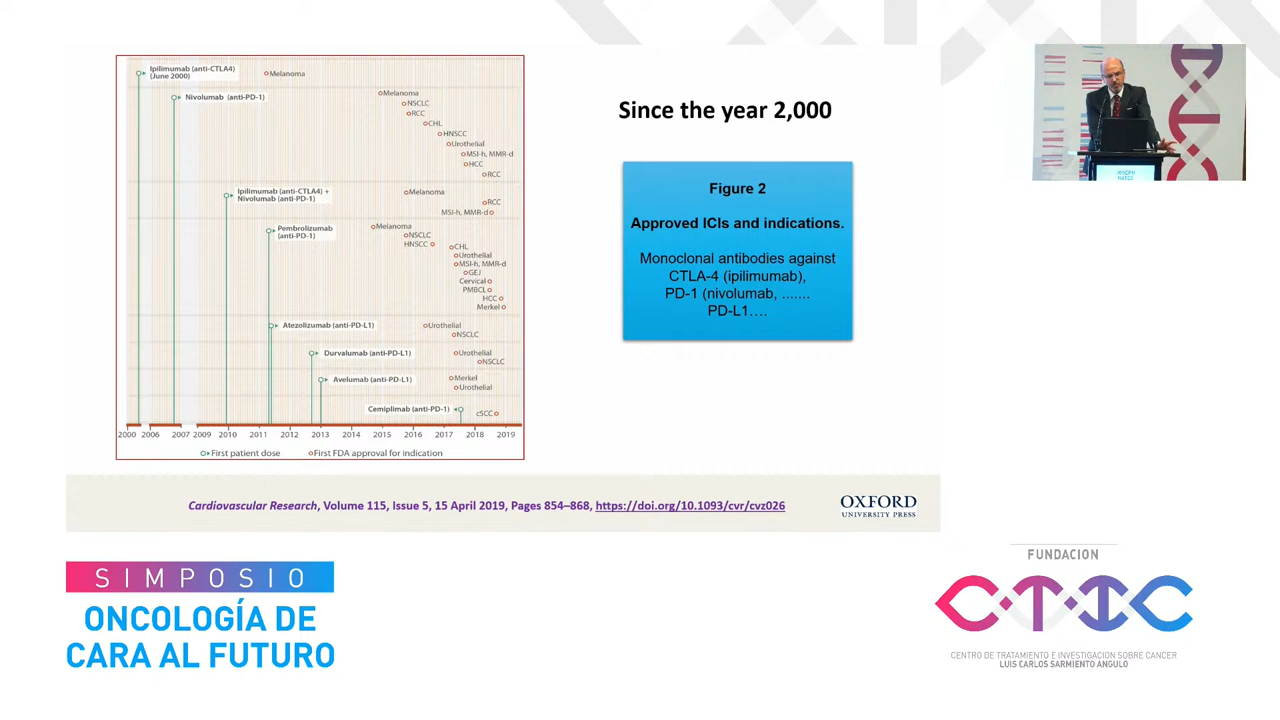 Ipilimumab (anti-CTLA4)
(June 2000)
Melanoma
Nivolumab (anti-PD-1)
Melanoma
NSCLC
RCC
CHL
HNSCC
Urothelial
MSI-h, MMR-d
HCC
RCC
Ipilimumab (anti-CTLA4) +
Nivolumab (anti-PD-1)
Melanoma
RCC
MSI-h, MMR-d
Pembrolizumab
(anti-PD-1)
Melanoma
NSCLC
HNSCC
CHL
Urothelial
MSI-h, MMR-d
GEJ
Cervical
PMBCL
HCC
Merkel
Atezolizumab (anti-PD-L1)
Urothelial
NSCLC
Durvalumab (anti-PD-L1)
Urothelial
NSCLC
Avelumab (anti-PD-L1)
Merkel
Urothelial
Cemiplimab (anti-PD-1)
cSCC
2000 2006 2007 2009 2010 2011 2012 2013 2014 2015 2016 2017 2018 2019
First patient dose First FDA approval for indication
Since the year 2,000
Figure 2
Approved ICIs and indications.
Monoclonal antibodies against
CTLA-4 (ipilimumab),
PD-1 (nivolumab, .......
PD-L1....
JOSEPH
NATES
Cardiovascular Research, Volume 115, Issue 5, 15 April 2019, Pages 854–868, https://doi.org/10.1093/cvr/cvz026
OXFORD
UNIVERSITY PRESS
SIMPOSIO
ONCOLOGÍA DE
CARA AL FUTURO
FUNDACION
CTIC
CENTRO DE TRATAMIENTO E INVESTIGACION SOBRE CANCER
LUIS CARLOS SARMIENTO ANGULO